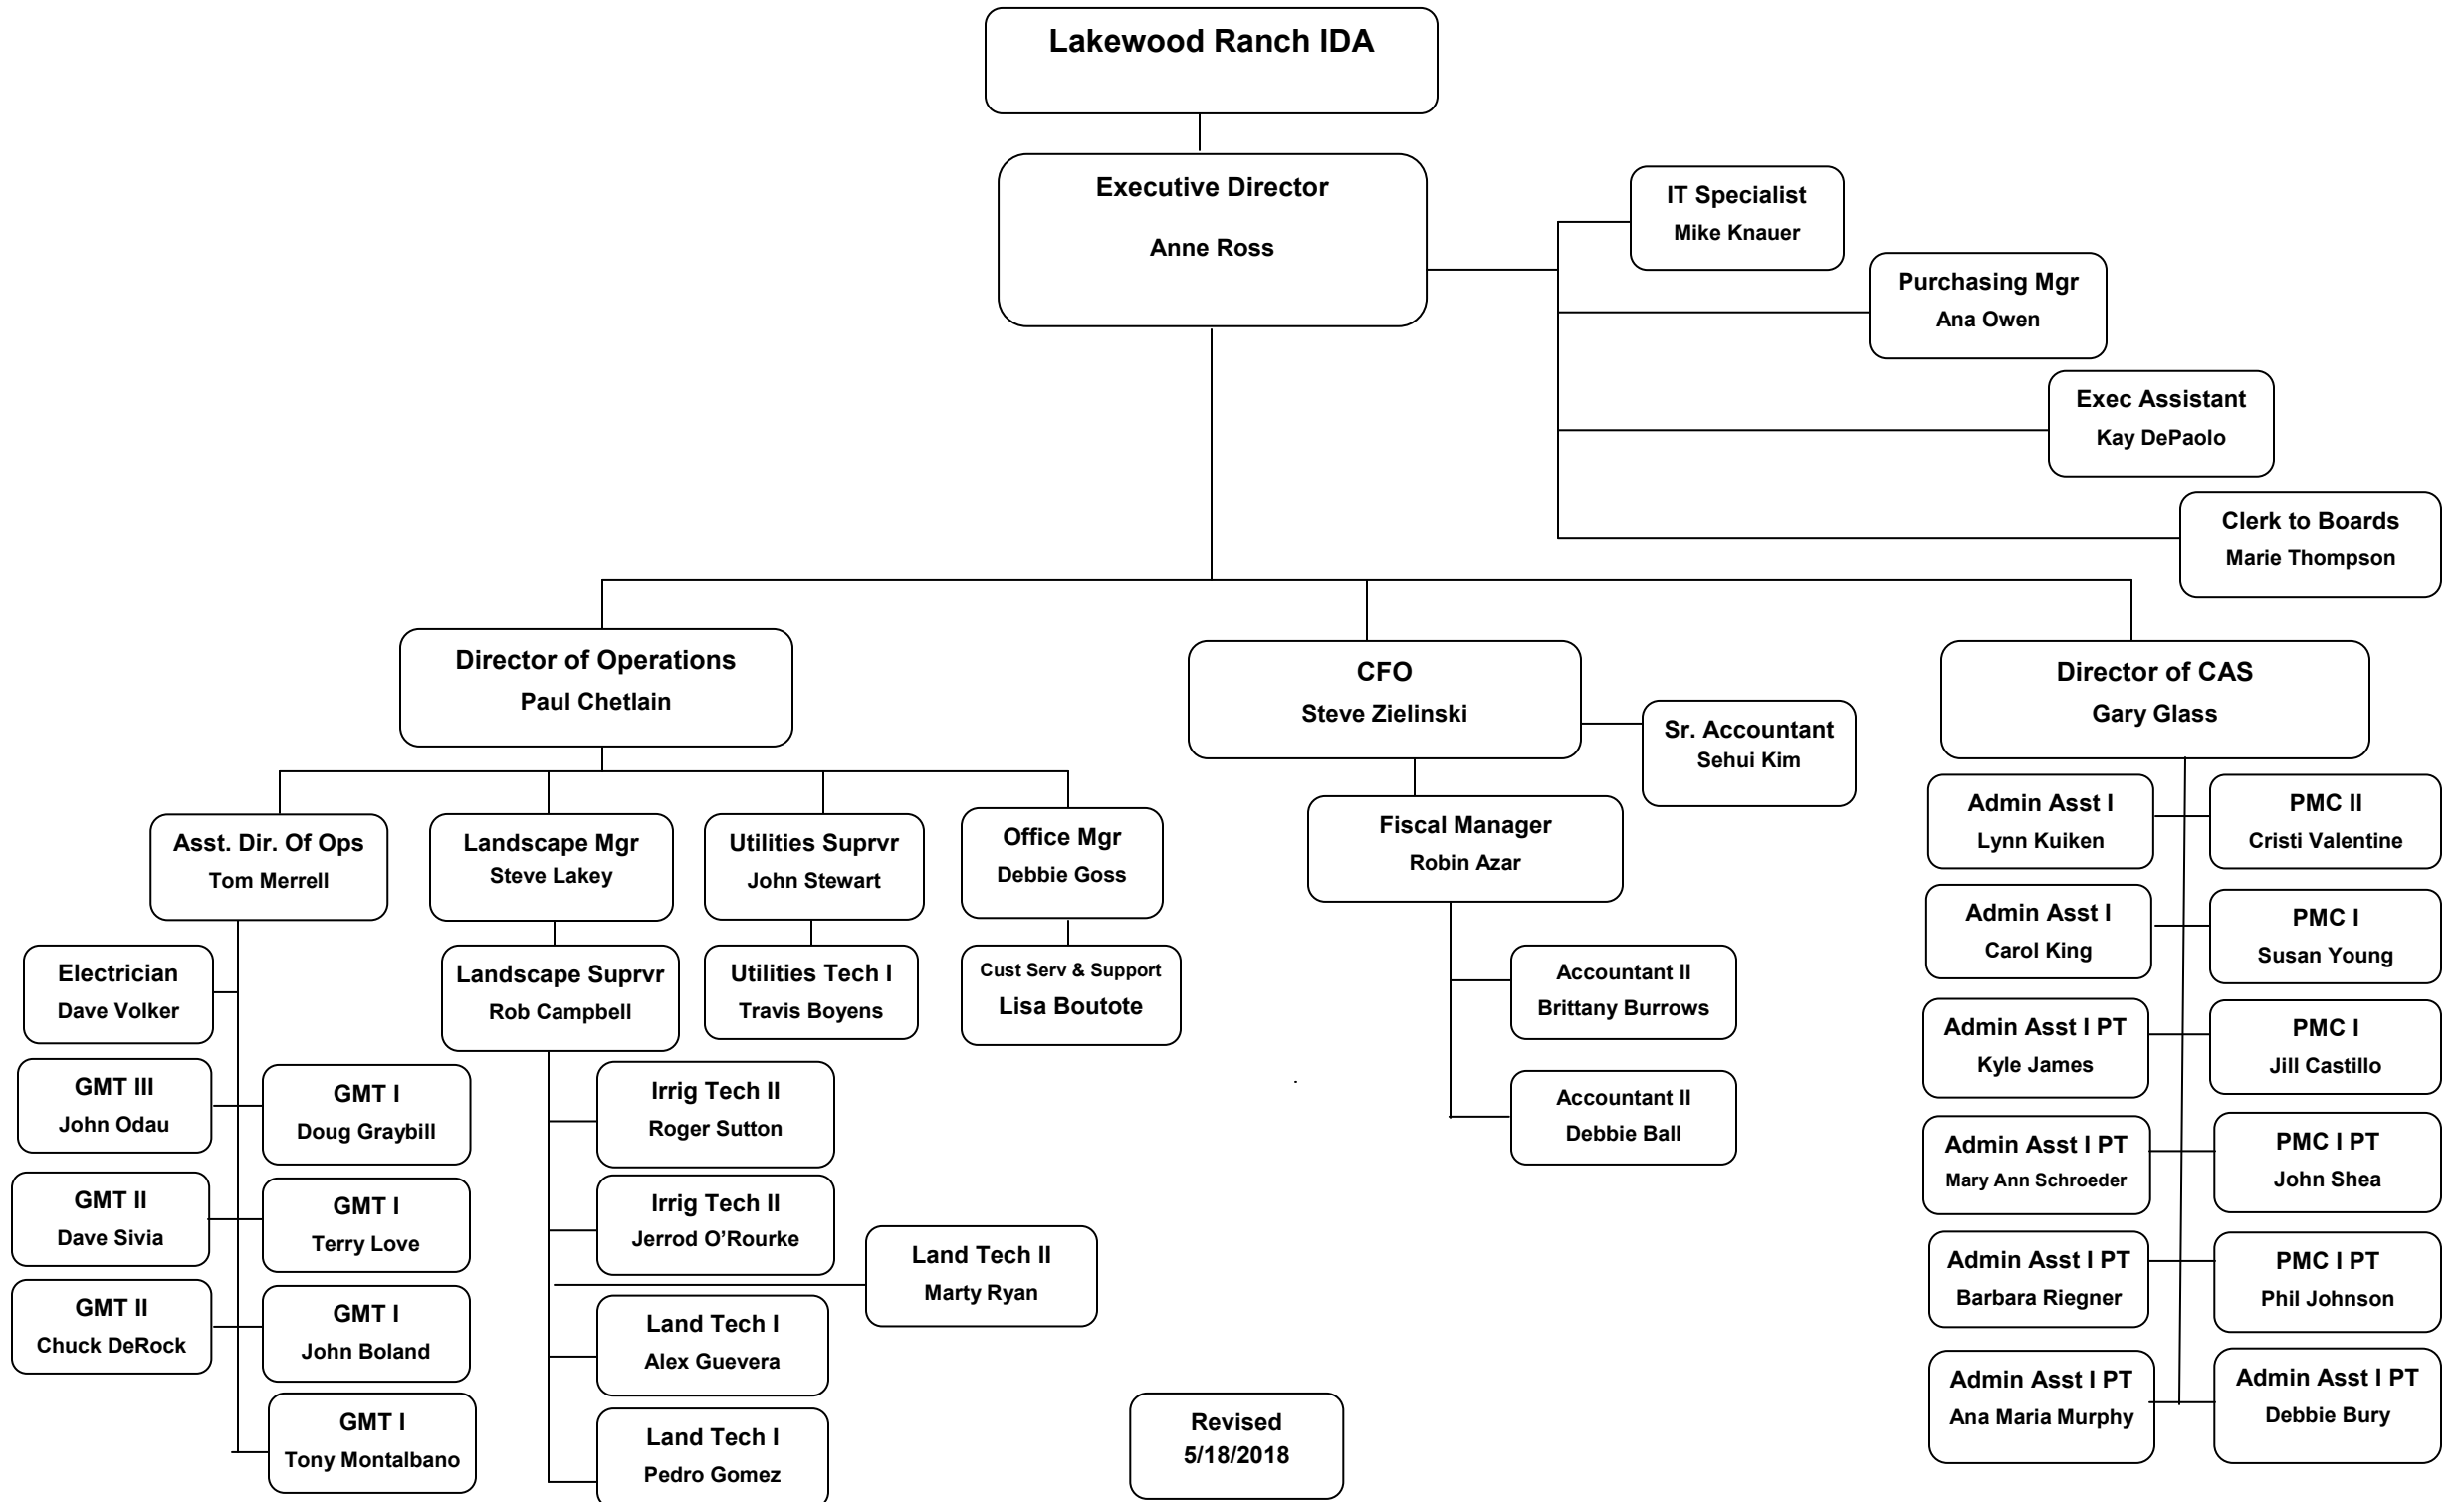 Lakewood Ranch IDA
Executive Director
Anne Ross
IT Specialist
Mike Knauer
Purchasing Mgr
Ana Owen
Exec Assistant
Kay DePaolo
Clerk to Boards
Marie Thompson
Director of Operations
Paul Chetlain
CFO
Steve Zielinski
Sr. Accountant
Sehui Kim
Director of CAS
Gary Glass
Asst. Dir. Of Ops
Tom Merrell
Landscape Mgr
Steve Lakey
Utilities Suprvr
John Stewart
Office Mgr
Debbie Goss
Fiscal Manager
Robin Azar
Admin Asst I
Lynn Kuiken
PMC II
Cristi Valentine
Electrician
Dave Volker
Landscape Suprvr
Rob Campbell
Utilities Tech I
Travis Boyens
Cust Serv & Support
Lisa Boutote
Accountant II
Brittany Burrows
Admin Asst I
Carol King
PMC I
Susan Young
GMT III
John Odau
GMT I
Doug Graybill
Irrig Tech II
Roger Sutton
Accountant II
Debbie Ball
Admin Asst I PT
Kyle James
PMC I
Jill Castillo
GMT II
Dave Sivia
GMT I
Terry Love
Irrig Tech II
Jerrod O’Rourke
Land Tech II
Marty Ryan
Admin Asst I PT
Mary Ann Schroeder
PMC I PT
John Shea
GMT II
Chuck DeRock
GMT I
John Boland
Land Tech I
Alex Guevera
Admin Asst I PT
Barbara Riegner
PMC I PT
Phil Johnson
GMT I
Tony Montalbano
Land Tech I
Pedro Gomez
Revised
5/18/2018
Admin Asst I PT
Ana Maria Murphy
Admin Asst I PT
Debbie Bury